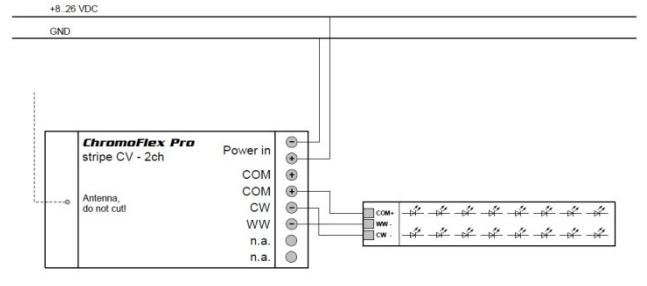 +8..26 VDC
GND
ChromoFlex Pro
stripe CV - 2ch
Power in
COM
COM
CW
WW
n.a.
n.a.
Antenna,
do not cut!
COM+
WW -
CW -